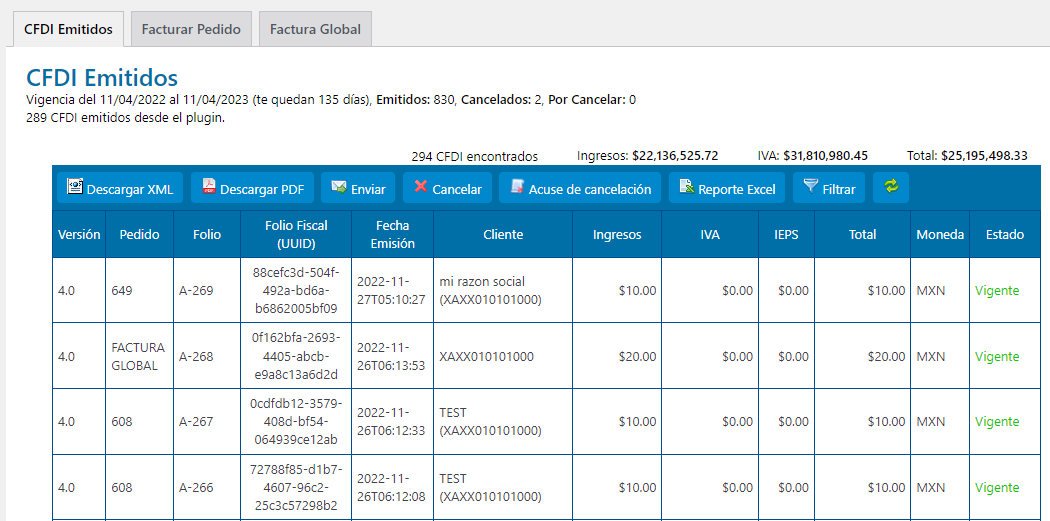 CFDI Emitidos Facturar Pedido Factura Global
CFDI Emitidos
Vigencia del 11/04/2022 al 11/04/2023 (te quedan 135 días), Emitidos: 830, Cancelados: 2, Por Cancelar: 0
289 CFDI emitidos desde el plugin.
294 CFDI encontrados Ingresos: $22,136,525.72 IVA: $31,810,980.45 Total: $25,195,498.33
Descargar XML Descargar PDF Enviar Cancelar Acuse de cancelación Reporte Excel Filtrar
Versión Pedido Folio Folio Fiscal (UUID) Fecha Emisión Cliente Ingresos IVA IEPS Total Moneda Estado
4.0 649 A-269 88cefc3d-504f-492a-bd6a-b6862005bf09 2022-11-27T05:10:27 mi razon social (XAXX010101000) $10.00 $0.00 $0.00 $10.00 MXN Vigente
4.0 FACTURA GLOBAL A-268 0f162bfa-2693-4405-abcb-e9a8c13a6d2d 2022-11-26T06:13:53 XAXX010101000 $20.00 $0.00 $0.00 $20.00 MXN Vigente
4.0 608 A-267 0cdfdb12-3579-408d-bf54-064939ce12ab 2022-11-26T06:12:33 TEST (XAXX010101000) $10.00 $0.00 $0.00 $10.00 MXN Vigente
4.0 608 A-266 72788f85-d1b7-4607-96c2-25c3c57298b2 2022-11-26T06:12:08 TEST (XAXX010101000) $10.00 $0.00 $0.00 $10.00 MXN Vigente